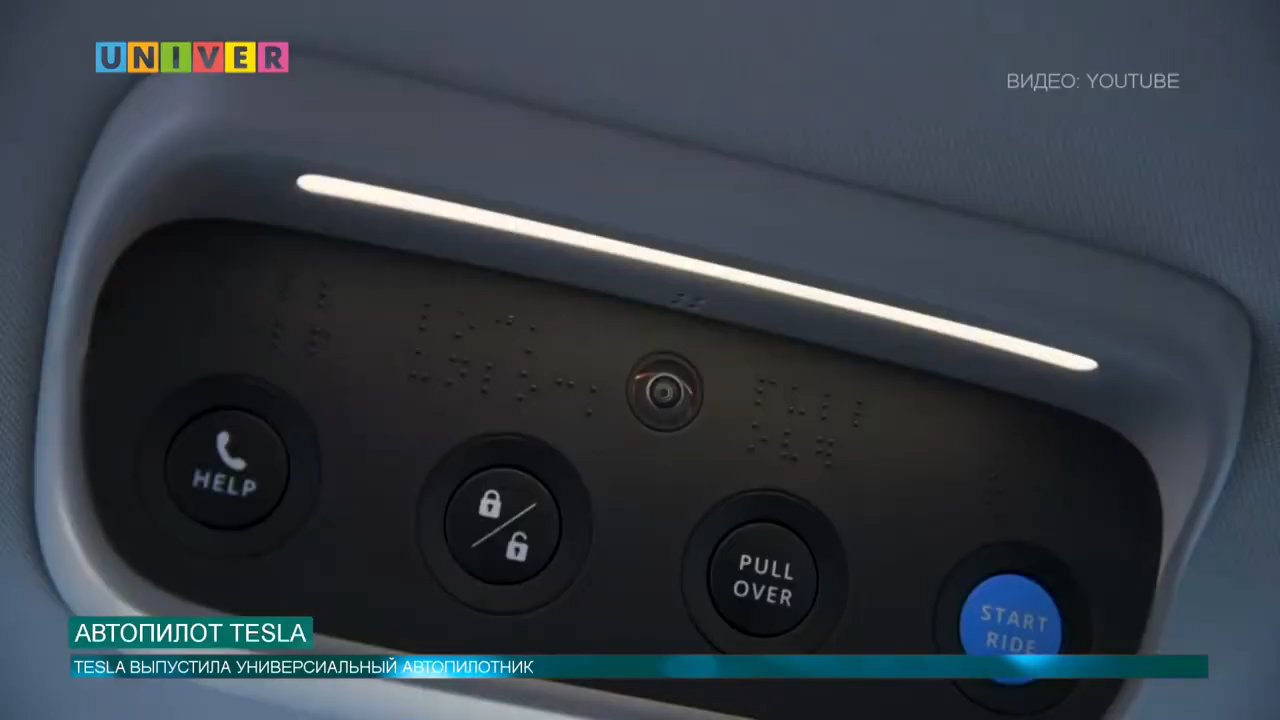 UNIVER
ВИДЕО: YOUTUBE
HELP
PULL
OVER
START
RIDE
АВТОПИЛОТ TESLA
TESLA ВЫПУСТИЛА УНИВЕРСИАЛЬНЫЙ АВТОПИЛОТНИК